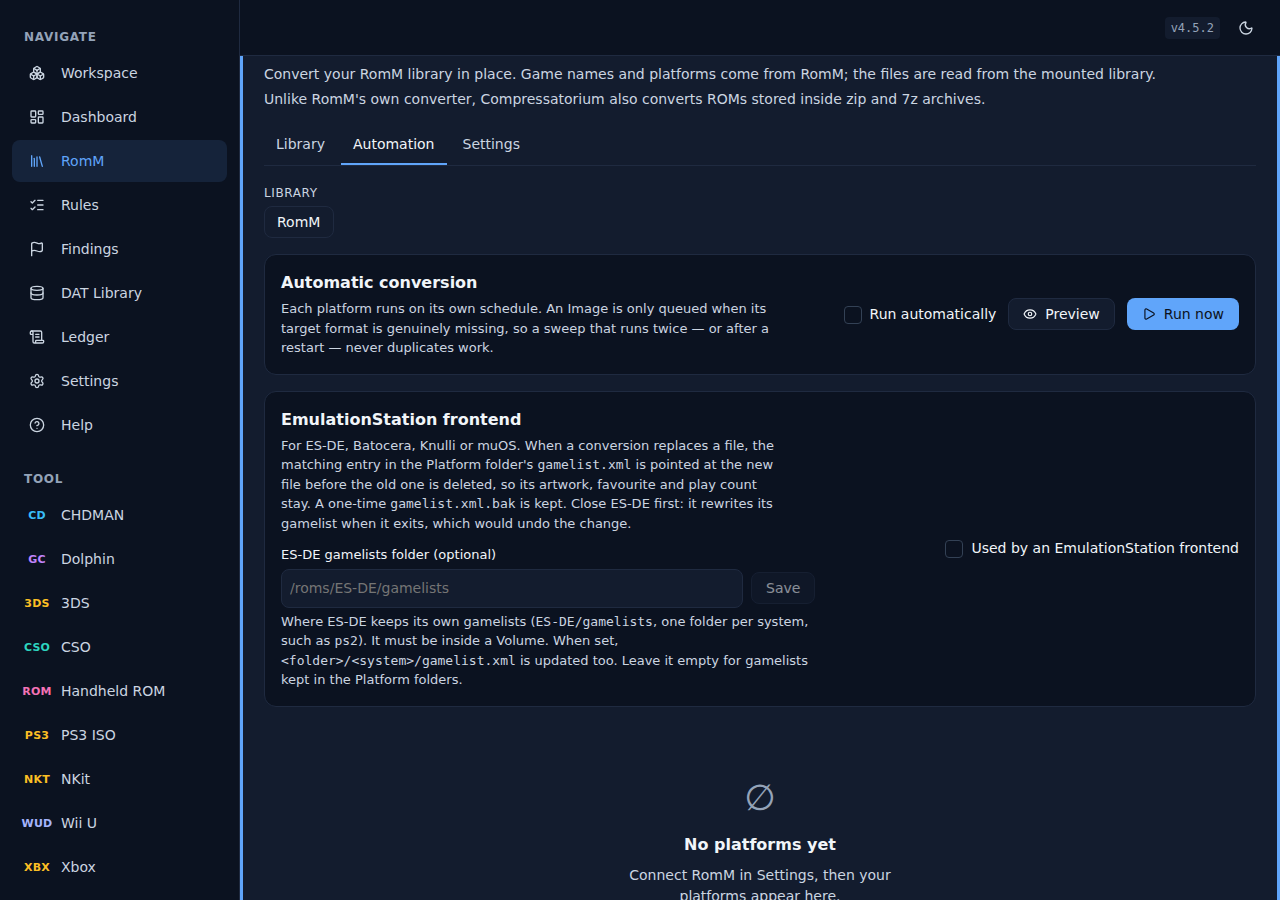 NAVIGATE
Workspace
Dashboard
RomM
Rules
Findings
DAT Library
Ledger
Settings
Help
TOOL
CD CHDMAN
GC Dolphin
3DS 3DS
CSO CSO
ROM Handheld ROM
PS3 PS3 ISO
NKT NKit
WUD Wii U
XBX Xbox
v4.5.2
Convert your RomM library in place. Game names and platforms come from RomM; the files are read from the mounted library.
Unlike RomM's own converter, Compressatorium also converts ROMs stored inside zip and 7z archives.
Library Automation Settings
LIBRARY
RomM
Automatic conversion
Each platform runs on its own schedule. An Image is only queued when its
target format is genuinely missing, so a sweep that runs twice — or after a
restart — never duplicates work.
Run automatically Preview Run now
EmulationStation frontend
For ES-DE, Batocera, Knulli or muOS. When a conversion replaces a file, the
matching entry in the Platform folder's gamelist.xml is pointed at the new
file before the old one is deleted, so its artwork, favourite and play count
stay. A one-time gamelist.xml.bak is kept. Close ES-DE first: it rewrites its
gamelist when it exits, which would undo the change.
ES-DE gamelists folder (optional)
/roms/ES-DE/gamelists Save
Where ES-DE keeps its own gamelists (ES-DE/gamelists, one folder per system,
such as ps2). It must be inside a Volume. When set,
<folder>/<system>/gamelist.xml is updated too. Leave it empty for gamelists
kept in the Platform folders.
Used by an EmulationStation frontend
No platforms yet
Connect RomM in Settings, then your
platforms appear here.